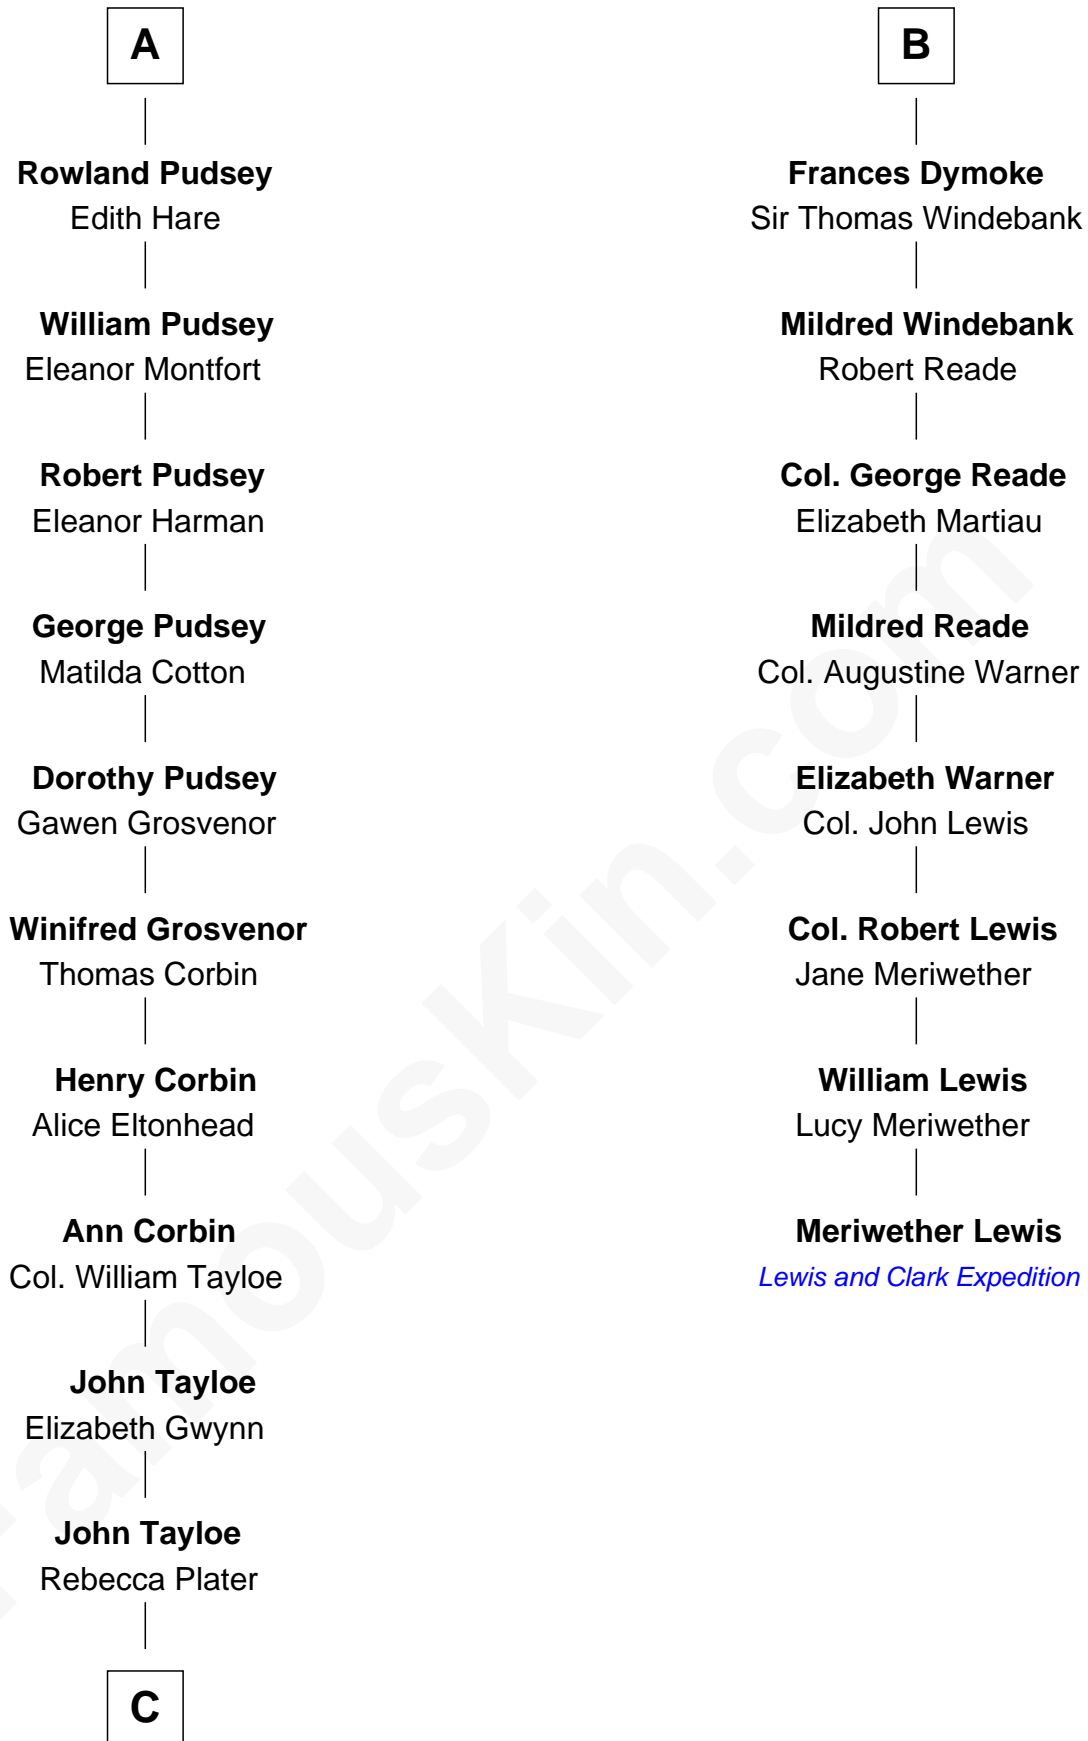 A
Rowland Pudsey
Edith Hare
William Pudsey
Eleanor Montfort
Robert Pudsey
Eleanor Harman
George Pudsey
Matilda Cotton
Dorothy Pudsey
Gawen Grosvenor
Winifred Grosvenor
Thomas Corbin
Henry Corbin
Alice Eltonhead
Ann Corbin
Col. William Tayloe
John Tayloe
Elizabeth Gwynn
John Tayloe
Rebecca Plater
C
B
Frances Dymoke
Sir Thomas Windebank
Mildred Windebank
Robert Reade
Col. George Reade
Elizabeth Martiau
Mildred Reade
Col. Augustine Warner
Elizabeth Warner
Col. John Lewis
Col. Robert Lewis
Jane Meriwether
William Lewis
Lucy Meriwether
Meriwether Lewis
Lewis and Clark Expedition
FamousKin.com